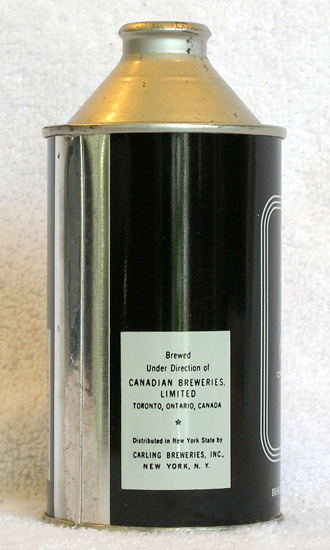 Brewed
Under Direction of
CANADIAN BREWERIES,
LIMITED
TORONTO, ONTARIO, CANADA
★
Distributed in New York State by
CARLING BREWERIES, INC.,
NEW YORK, N. Y.